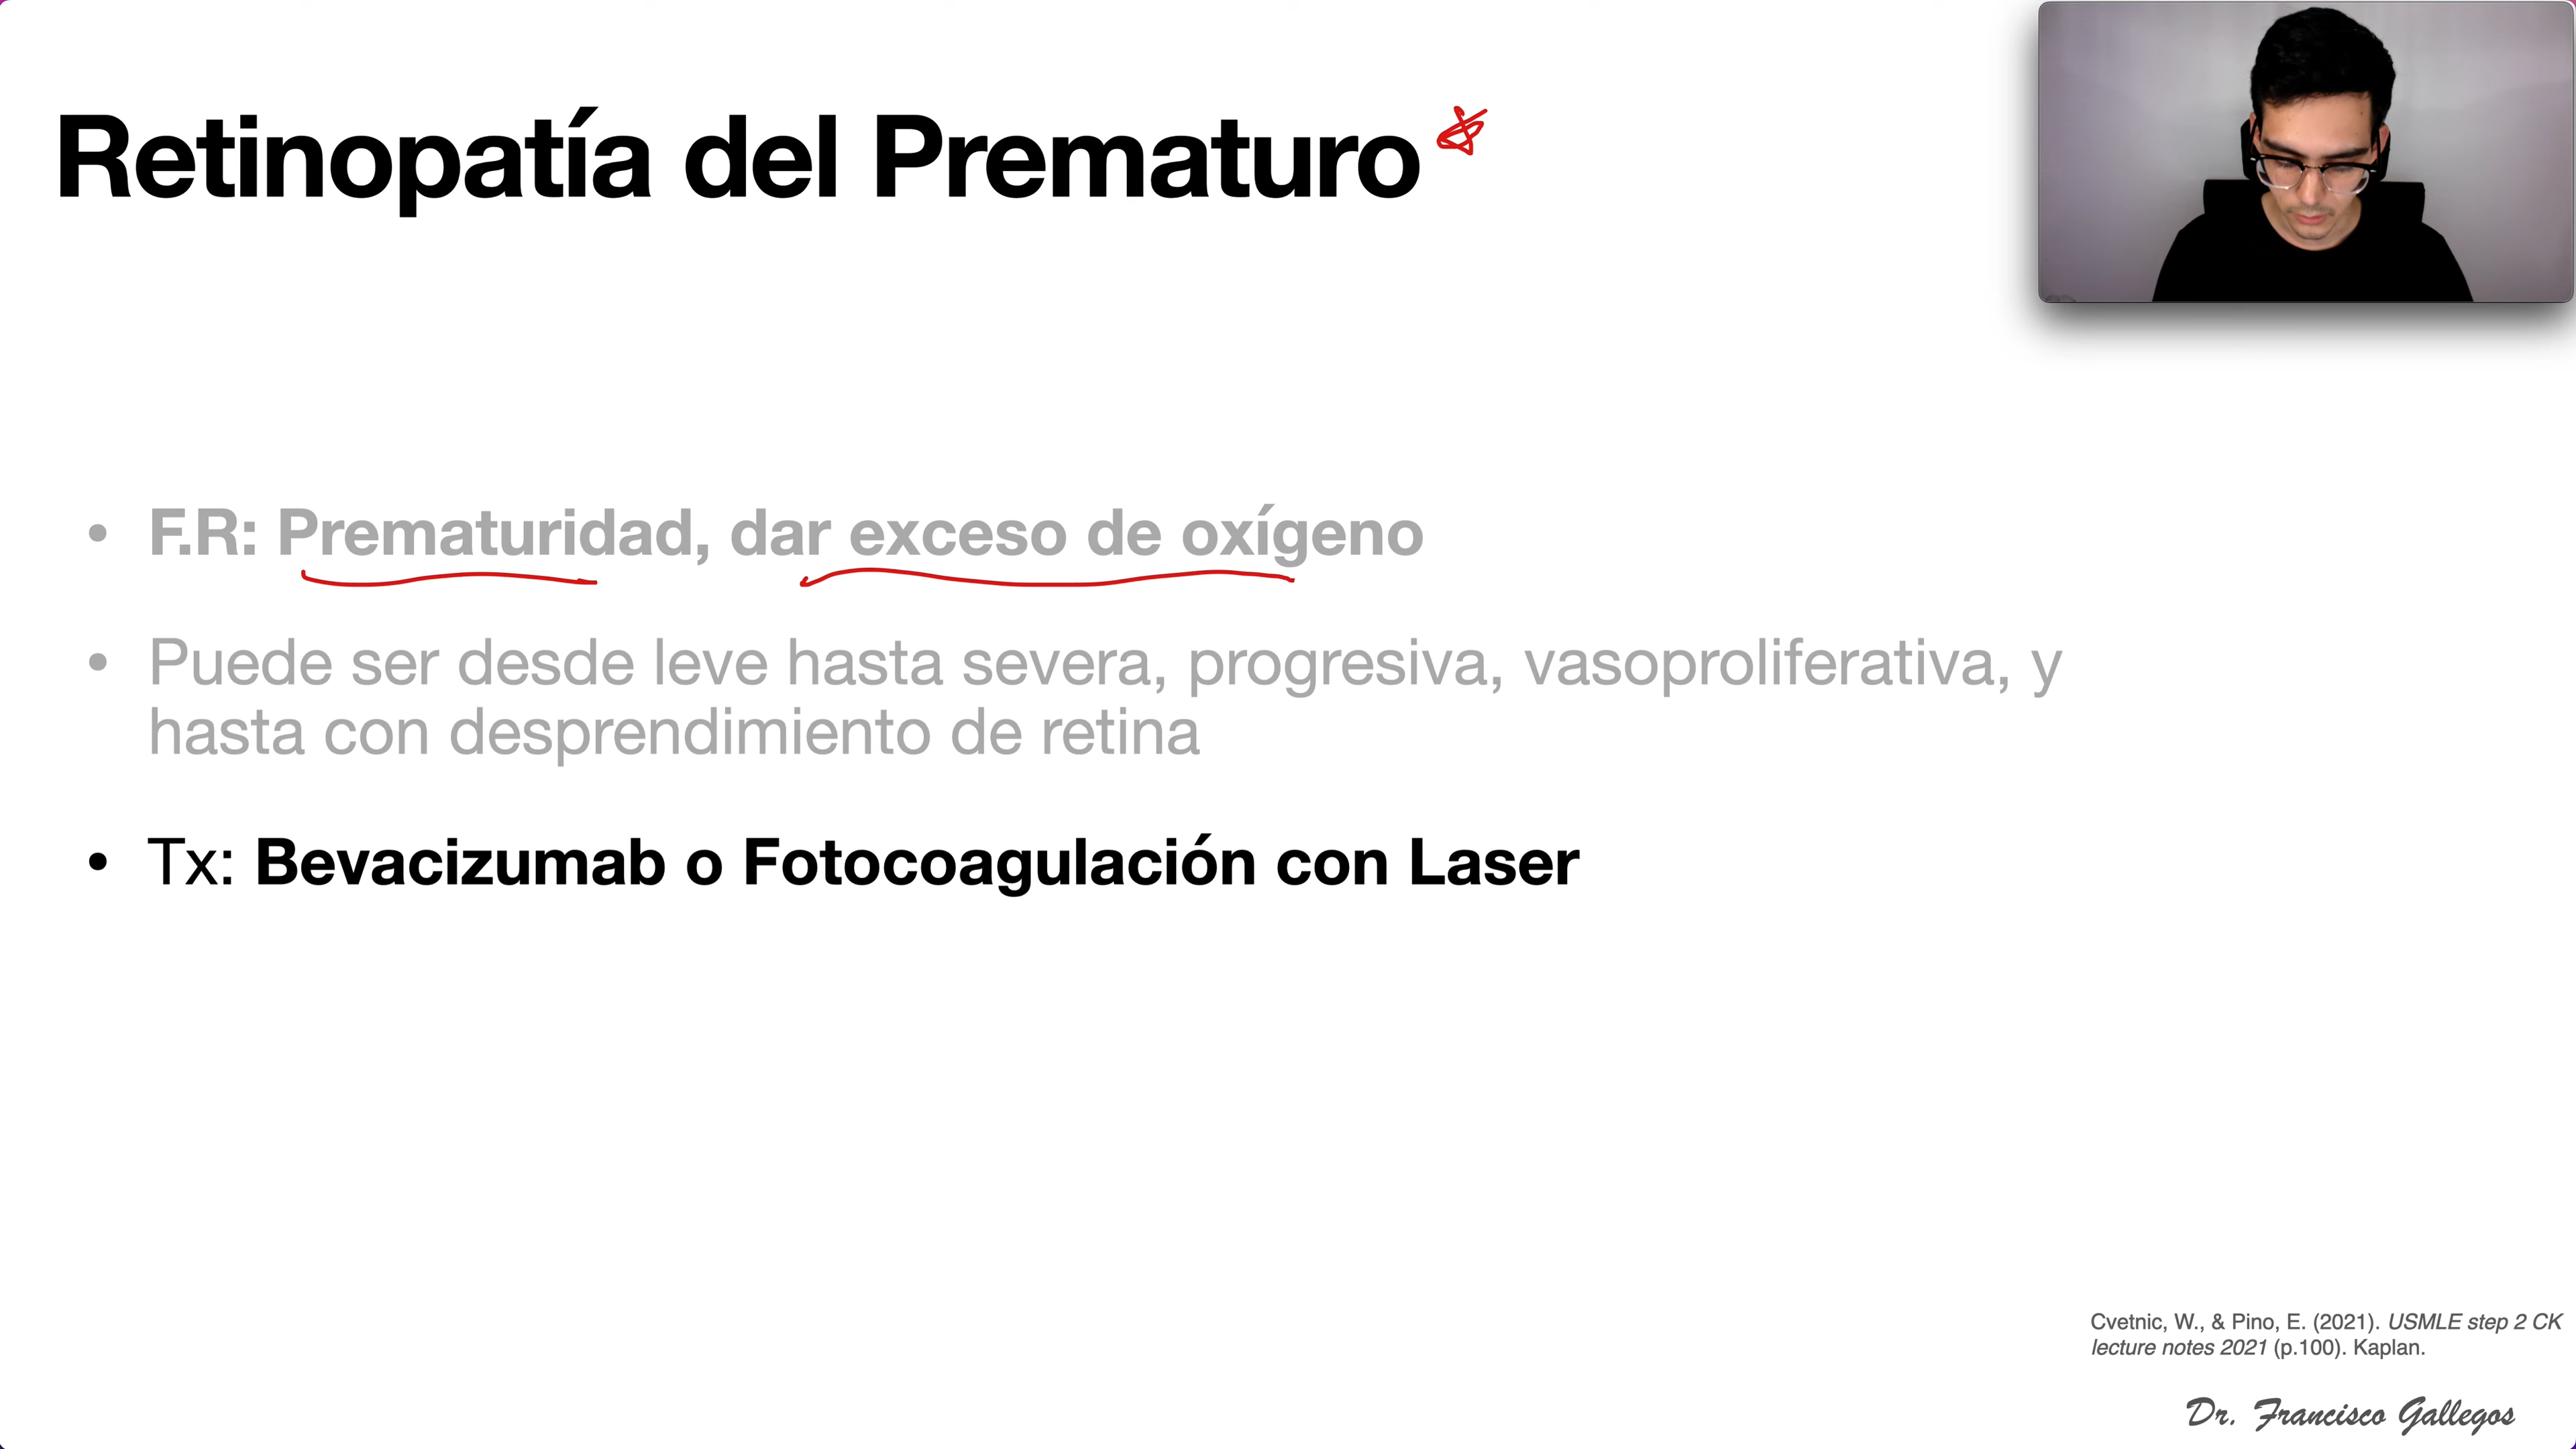 Retinopatía del Prematuro
• F.R: Prematuridad, dar exceso de oxígeno
• Puede ser desde leve hasta severa, progresiva, vasoproliferativa, y
hasta con desprendimiento de retina
• Tx: Bevacizumab o Fotocoagulación con Laser
Cvetnic, W., & Pino, E. (2021). USMLE step 2 CK
lecture notes 2021 (p.100). Kaplan.
Dr. Francisco Gallegos